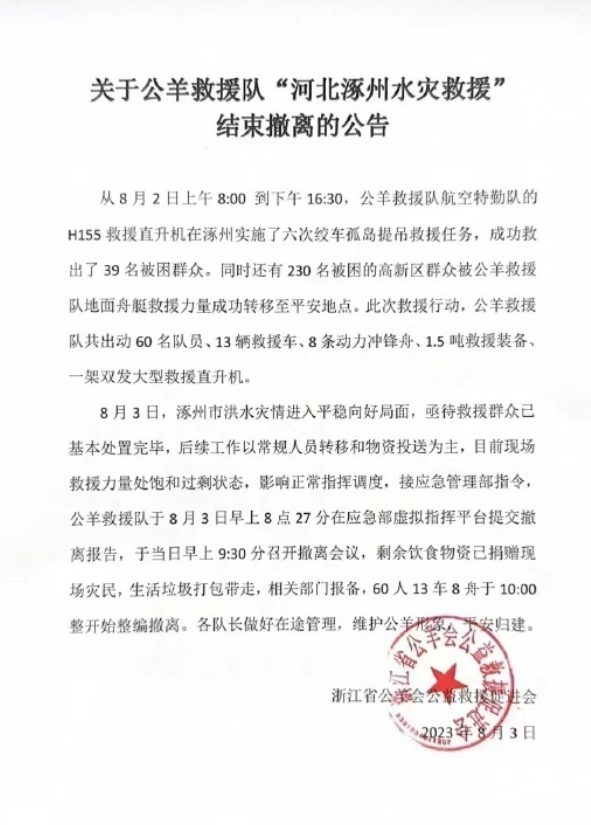 关于公羊救援队“河北涿州水灾救援”
结束撤离的公告
从 8 月 2 日上午 8:00 到下午 16:30，公羊救援队航空特勤队的
H155 救援直升机在涿州实施了六次绞车孤岛提吊救援任务，成功救
出了 39 名被困群众。同时还有 230 名被困的高新区群众被公羊救援
队地面舟艇救援力量成功转移至平安地点。此次救援行动，公羊救援
队共出动 60 名队员、13 辆救援车、8 条动力冲锋舟、1.5 吨救援装备、
一架双发大型救援直升机。
8 月 3 日，涿州市洪水灾情进入平稳向好局面，亟待救援群众已
基本处置完毕，后续工作以常规人员转移和物资投送为主，目前现场
救援力量处饱和过剩状态，影响正常指挥调度，接应急管理部指令，
公羊救援队于 8 月 3 日早上 8 点 27 分在应急部虚拟指挥平台提交撤
离报告，于当日早上 9:30 分召开撤离会议，剩余饮食物资已捐赠现
场灾民，生活垃圾打包带走，相关部门报备，60 人 13 车 8 舟于 10:00
整开始整编撤离。各队长做好在途管理，维护公羊形象，平安归建。
浙江省公羊会公益救援促进会
2023 年 8 月 3 日
浙江省公羊会公益救援促进会